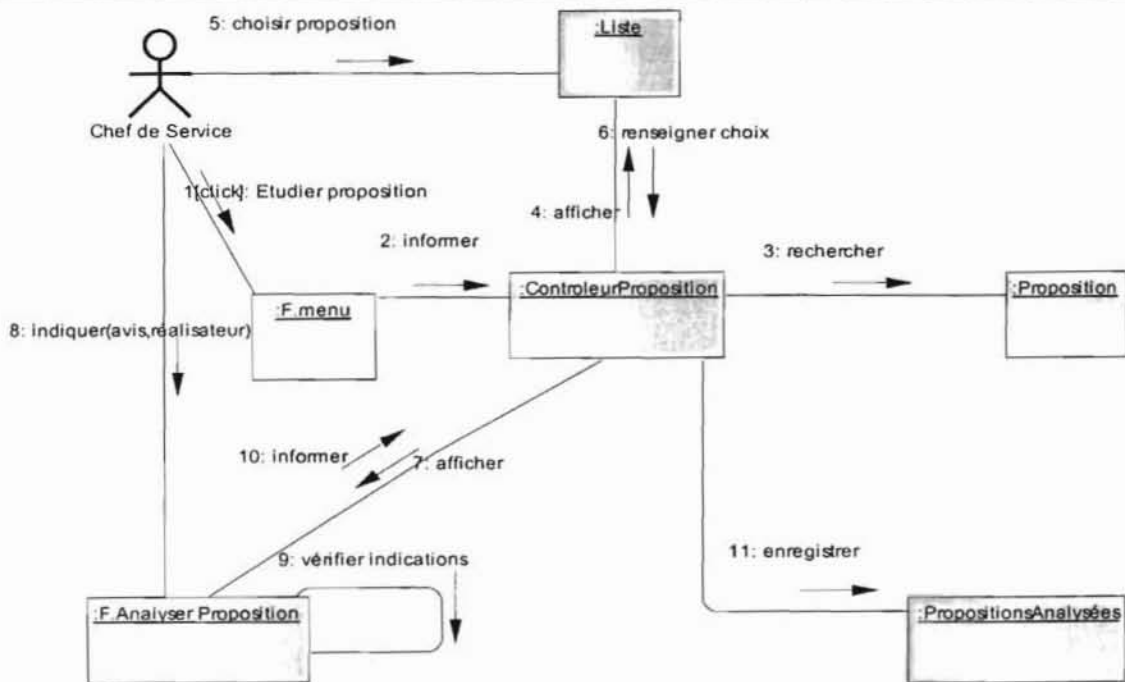 5: choisir proposition
:Liste
Chef de Service
6: renseigner choix
1[click]: Etudier proposition
4: afficher
2: informer
3: rechercher
:F.menu
:ControleurProposition
:Proposition
8: indiquer(avis,réalisateur)
10: informer
7: afficher
9: vérifier indications
11: enregistrer
:F.Analyser Proposition
:PropositionsAnalysées